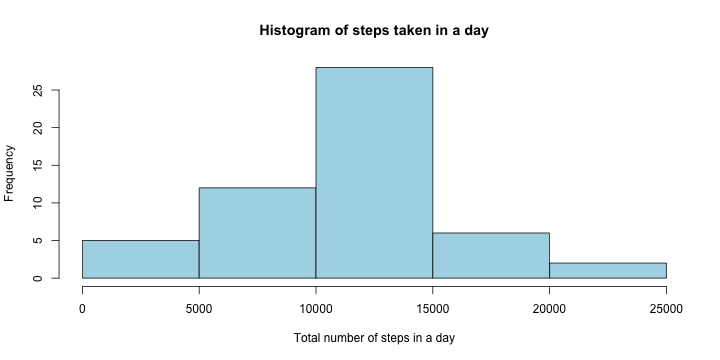 Histogram of steps taken in a day
Frequency
25
20
15
10
5
0
0 5000 10000 15000 20000 25000
Total number of steps in a day